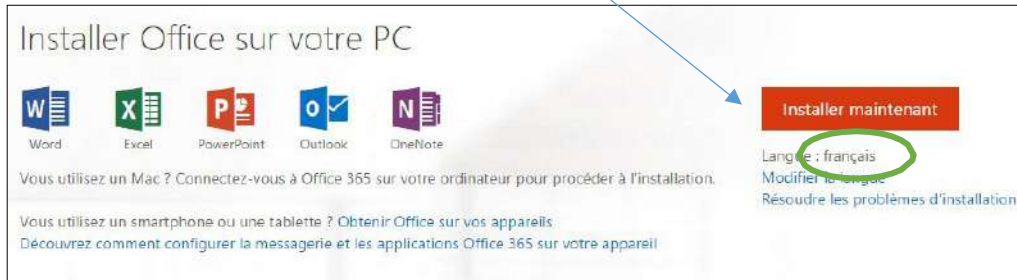 Installer Office sur votre PC
Word Excel PowerPoint Outlook OneNote
Vous utilisez un Mac ? Connectez-vous à Office 365 sur votre ordinateur pour procéder à l'installation.
Vous utilisez un smartphone ou une tablette ? Obtenir Office sur vos appareils
Découvrez comment configurer la messagerie et les applications Office 365 sur votre appareil
Installer maintenant
Langue : français
Modifier la langue
Résoudre les problèmes d'installation